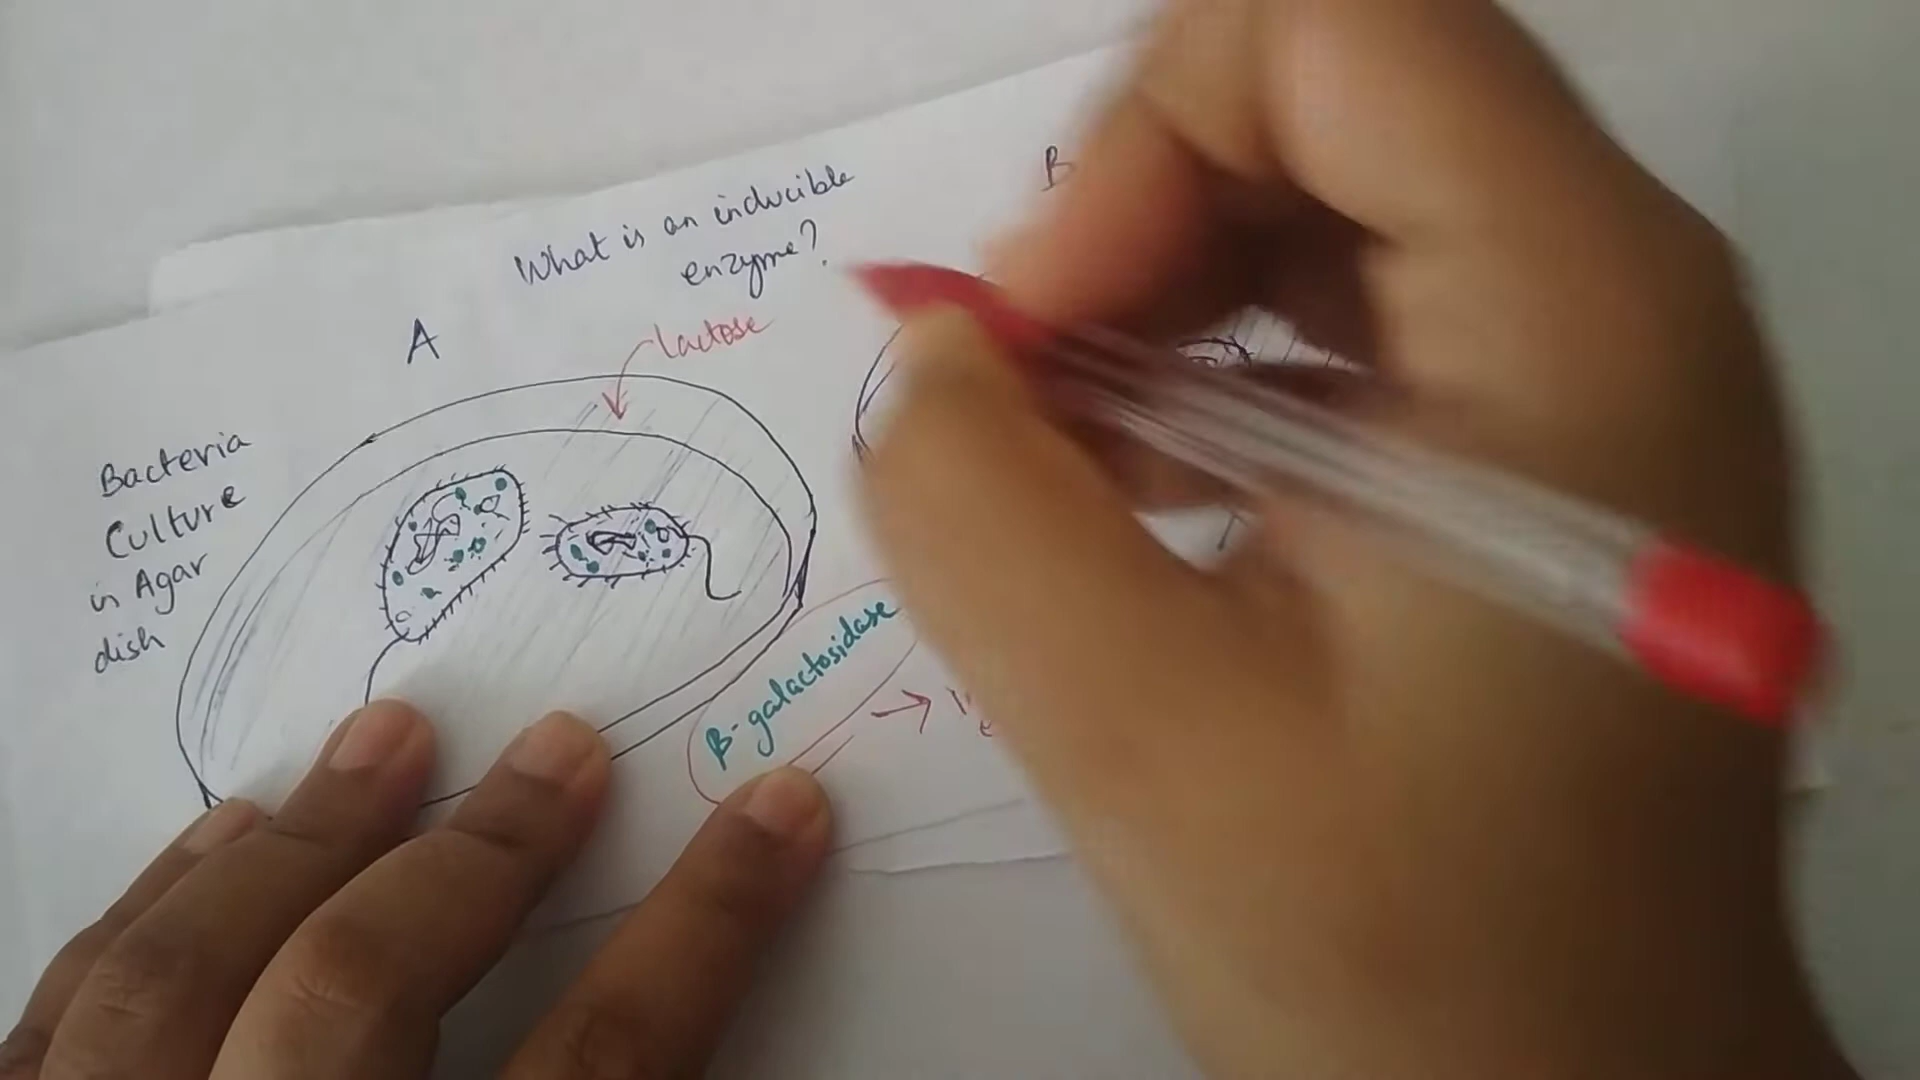 What is an inducible
enzyme?
B
A
lactose
Bacteria
Culture
in Agar
dish
β-galactosidase